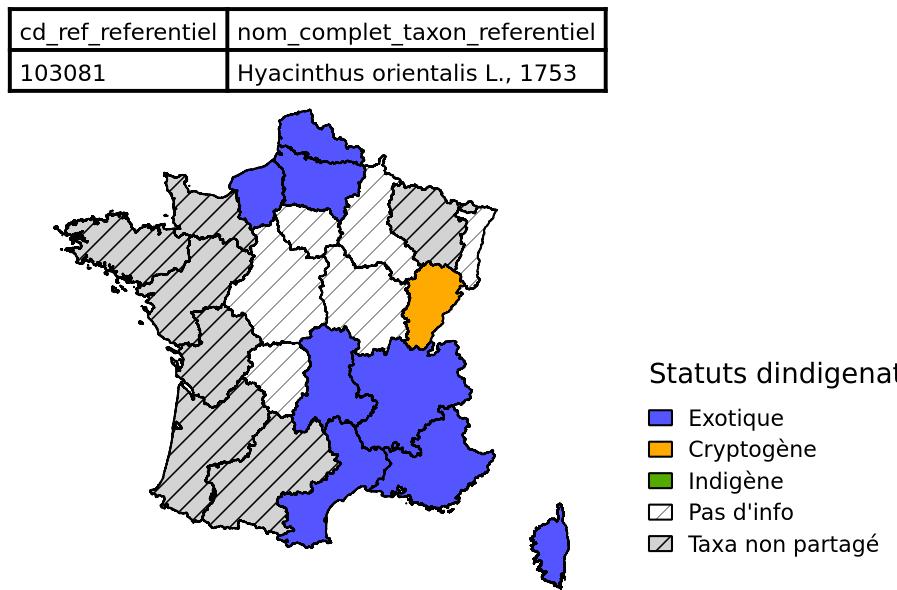 cd_ref_referentiel nom_complet_taxon_referentiel
103081 Hyacinthus orientalis L., 1753
Statuts dindigenat
Exotique
Cryptogène
Indigène
Pas d'info
Taxa non partagé